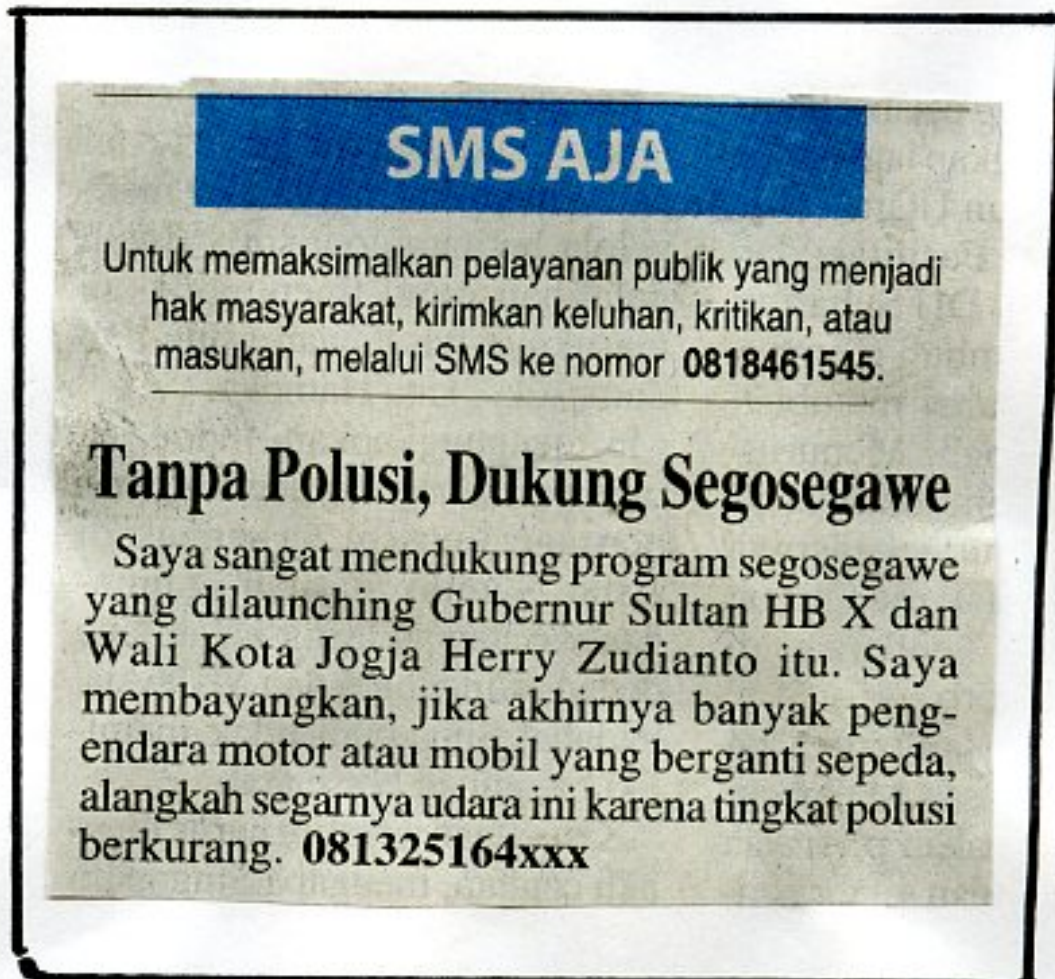 SMS AJA
Untuk memaksimalkan pelayanan publik yang menjadi
hak masyarakat, kirimkan keluhan, kritikan, atau
masukan, melalui SMS ke nomor 0818461545.
Tanpa Polusi, Dukung Segosegawe
Saya sangat mendukung program segosegawe
yang dilaunching Gubernur Sultan HB X dan
Wali Kota Jogja Herry Zudianto itu. Saya
membayangkan, jika akhirnya banyak peng-
endara motor atau mobil yang berganti sepeda,
alangkah segarnya udara ini karena tingkat polusi
berkurang. 081325164xxx